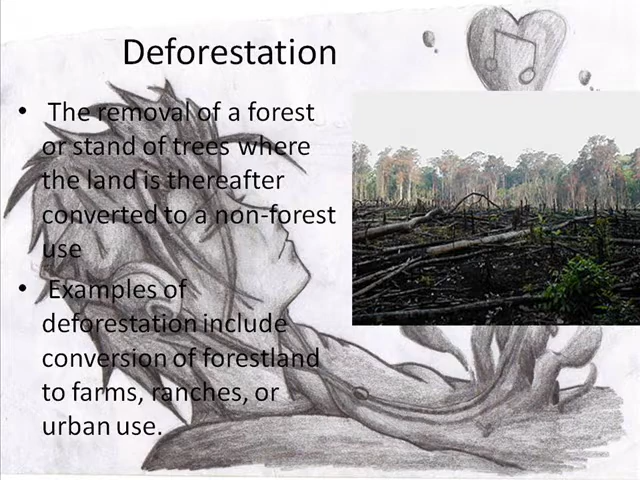 Deforestation
• The removal of a forest
or stand of trees where
the land is thereafter
converted to a non-forest
use
• Examples of
deforestation include
conversion of forestland
to farms, ranches, or
urban use.